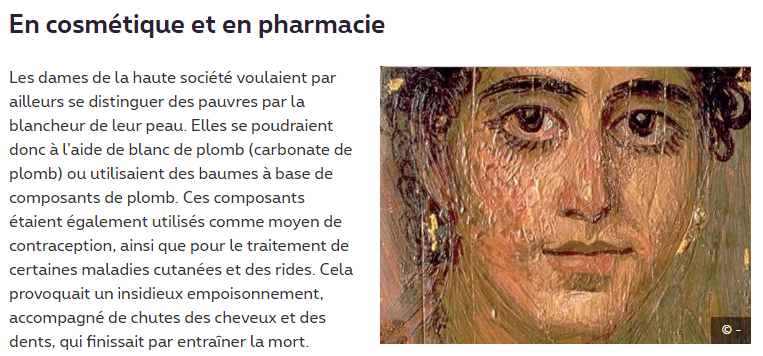 En cosmétique et en pharmacie
Les dames de la haute société voulaient par
ailleurs se distinguer des pauvres par la
blancheur de leur peau. Elles se poudraient
donc à l'aide de blanc de plomb (carbonate de
plomb) ou utilisaient des baumes à base de
composants de plomb. Ces composants
étaient également utilisés comme moyen de
contraception, ainsi que pour le traitement de
certaines maladies cutanées et des rides. Cela
provoquait un insidieux empoisonnement,
accompagné de chutes des cheveux et des
dents, qui finissait par entraîner la mort.
© -